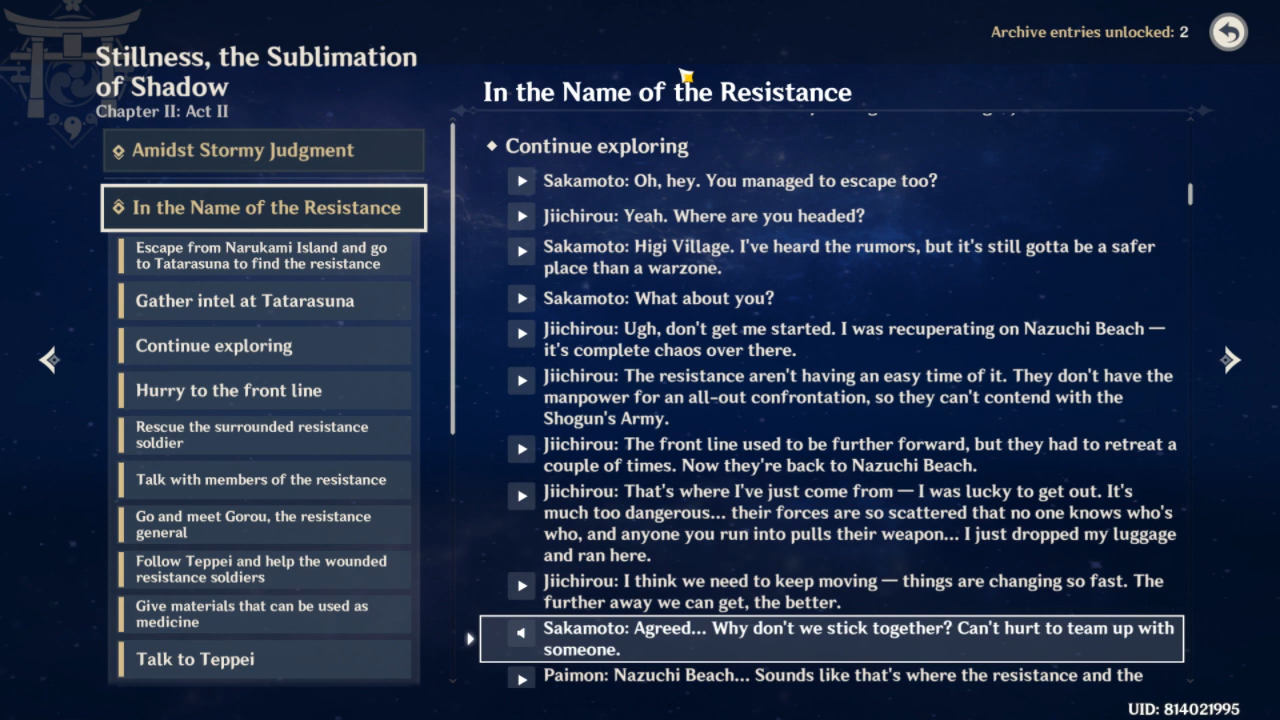 Archive entries unlocked: 2
Stillness, the Sublimation
of Shadow
Chapter II: Act II
Amidst Stormy Judgment
In the Name of the Resistance
Escape from Narukami Island and go
to Tatarasuna to find the resistance
Gather intel at Tatarasuna
Continue exploring
Hurry to the front line
Rescue the surrounded resistance
soldier
Talk with members of the resistance
Go and meet Gorou, the resistance
general
Follow Teppei and help the wounded
resistance soldiers
Give materials that can be used as
medicine
Talk to Teppei
In the Name of the Resistance
Continue exploring
Sakamoto: Oh, hey. You managed to escape too?
Jiichirou: Yeah. Where are you headed?
Sakamoto: Higi Village. I've heard the rumors, but it's still gotta be a safer
place than a warzone.
Sakamoto: What about you?
Jiichirou: Ugh, don't get me started. I was recuperating on Nazuchi Beach —
it's complete chaos over there.
Jiichirou: The resistance aren't having an easy time of it. They don't have the
manpower for an all-out confrontation, so they can't contend with the
Shogun's Army.
Jiichirou: The front line used to be further forward, but they had to retreat a
couple of times. Now they're back to Nazuchi Beach.
Jiichirou: That's where I've just come from — I was lucky to get out. It's
much too dangerous... their forces are so scattered that no one knows who's
who, and anyone you run into pulls their weapon... I just dropped my luggage
and ran here.
Jiichirou: I think we need to keep moving — things are changing so fast. The
further away we can get, the better.
Sakamoto: Agreed... Why don't we stick together? Can't hurt to team up with
someone.
Paimon: Nazuchi Beach... Sounds like that's where the resistance and the
UID: 814021995